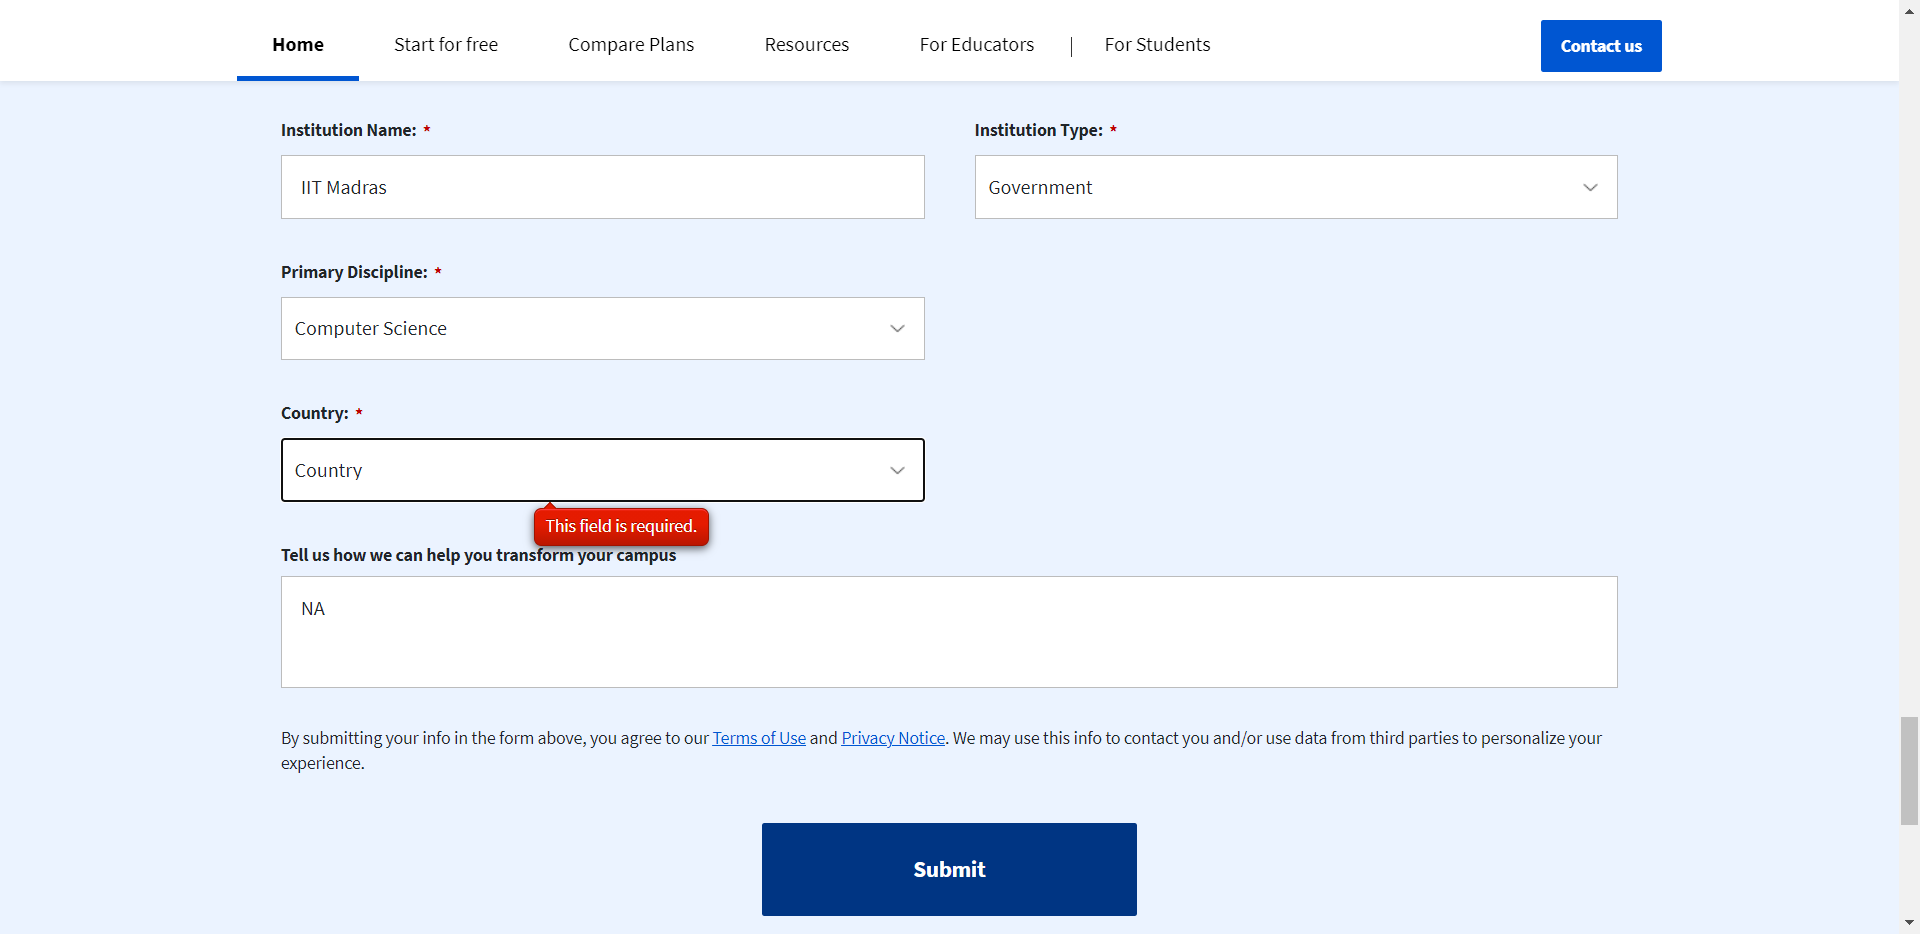 Home Start for free Compare Plans Resources For Educators | For Students Contact us
Institution Name: * Institution Type: *
IIT Madras Government
Primary Discipline: *
Computer Science
Country: *
Country
This field is required.
Tell us how we can help you transform your campus
NA
By submitting your info in the form above, you agree to our Terms of Use and Privacy Notice. We may use this info to contact you and/or use data from third parties to personalize your
experience.
Submit